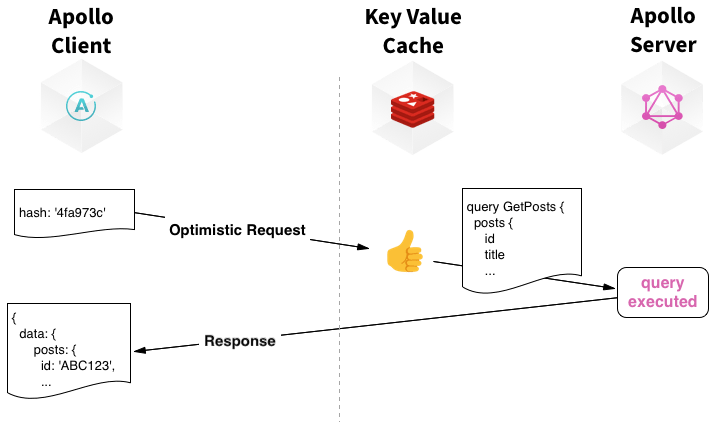 Apollo
Client
Key Value
Cache
Apollo
Server
hash: '4fa973c'
Optimistic Request
query GetPosts {
posts {
id
title
...
query
executed
{
data: {
posts: {
id: 'ABC123',
...
Response